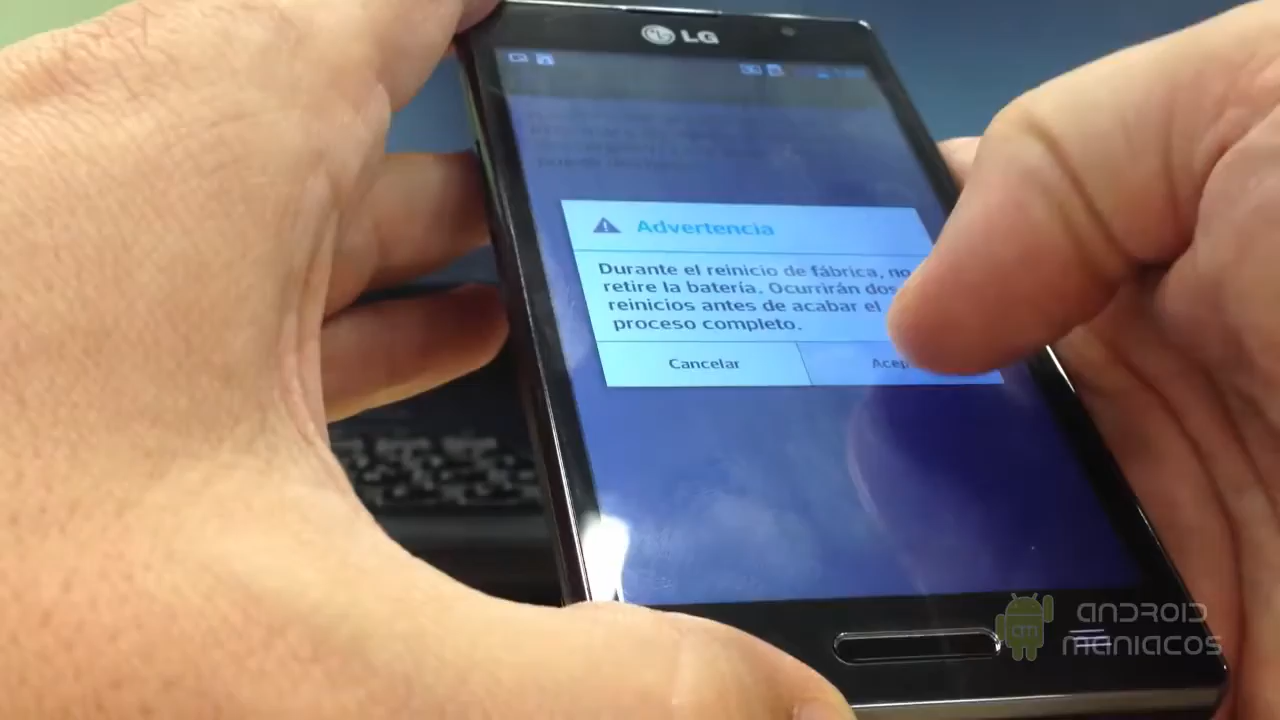 LG
Advertencia
Durante el reinicio de fábrica, no
retire la batería. Ocurrirán dos
reinicios antes de acabar el
proceso completo.
Cancelar
ANDROID
MANIACOS